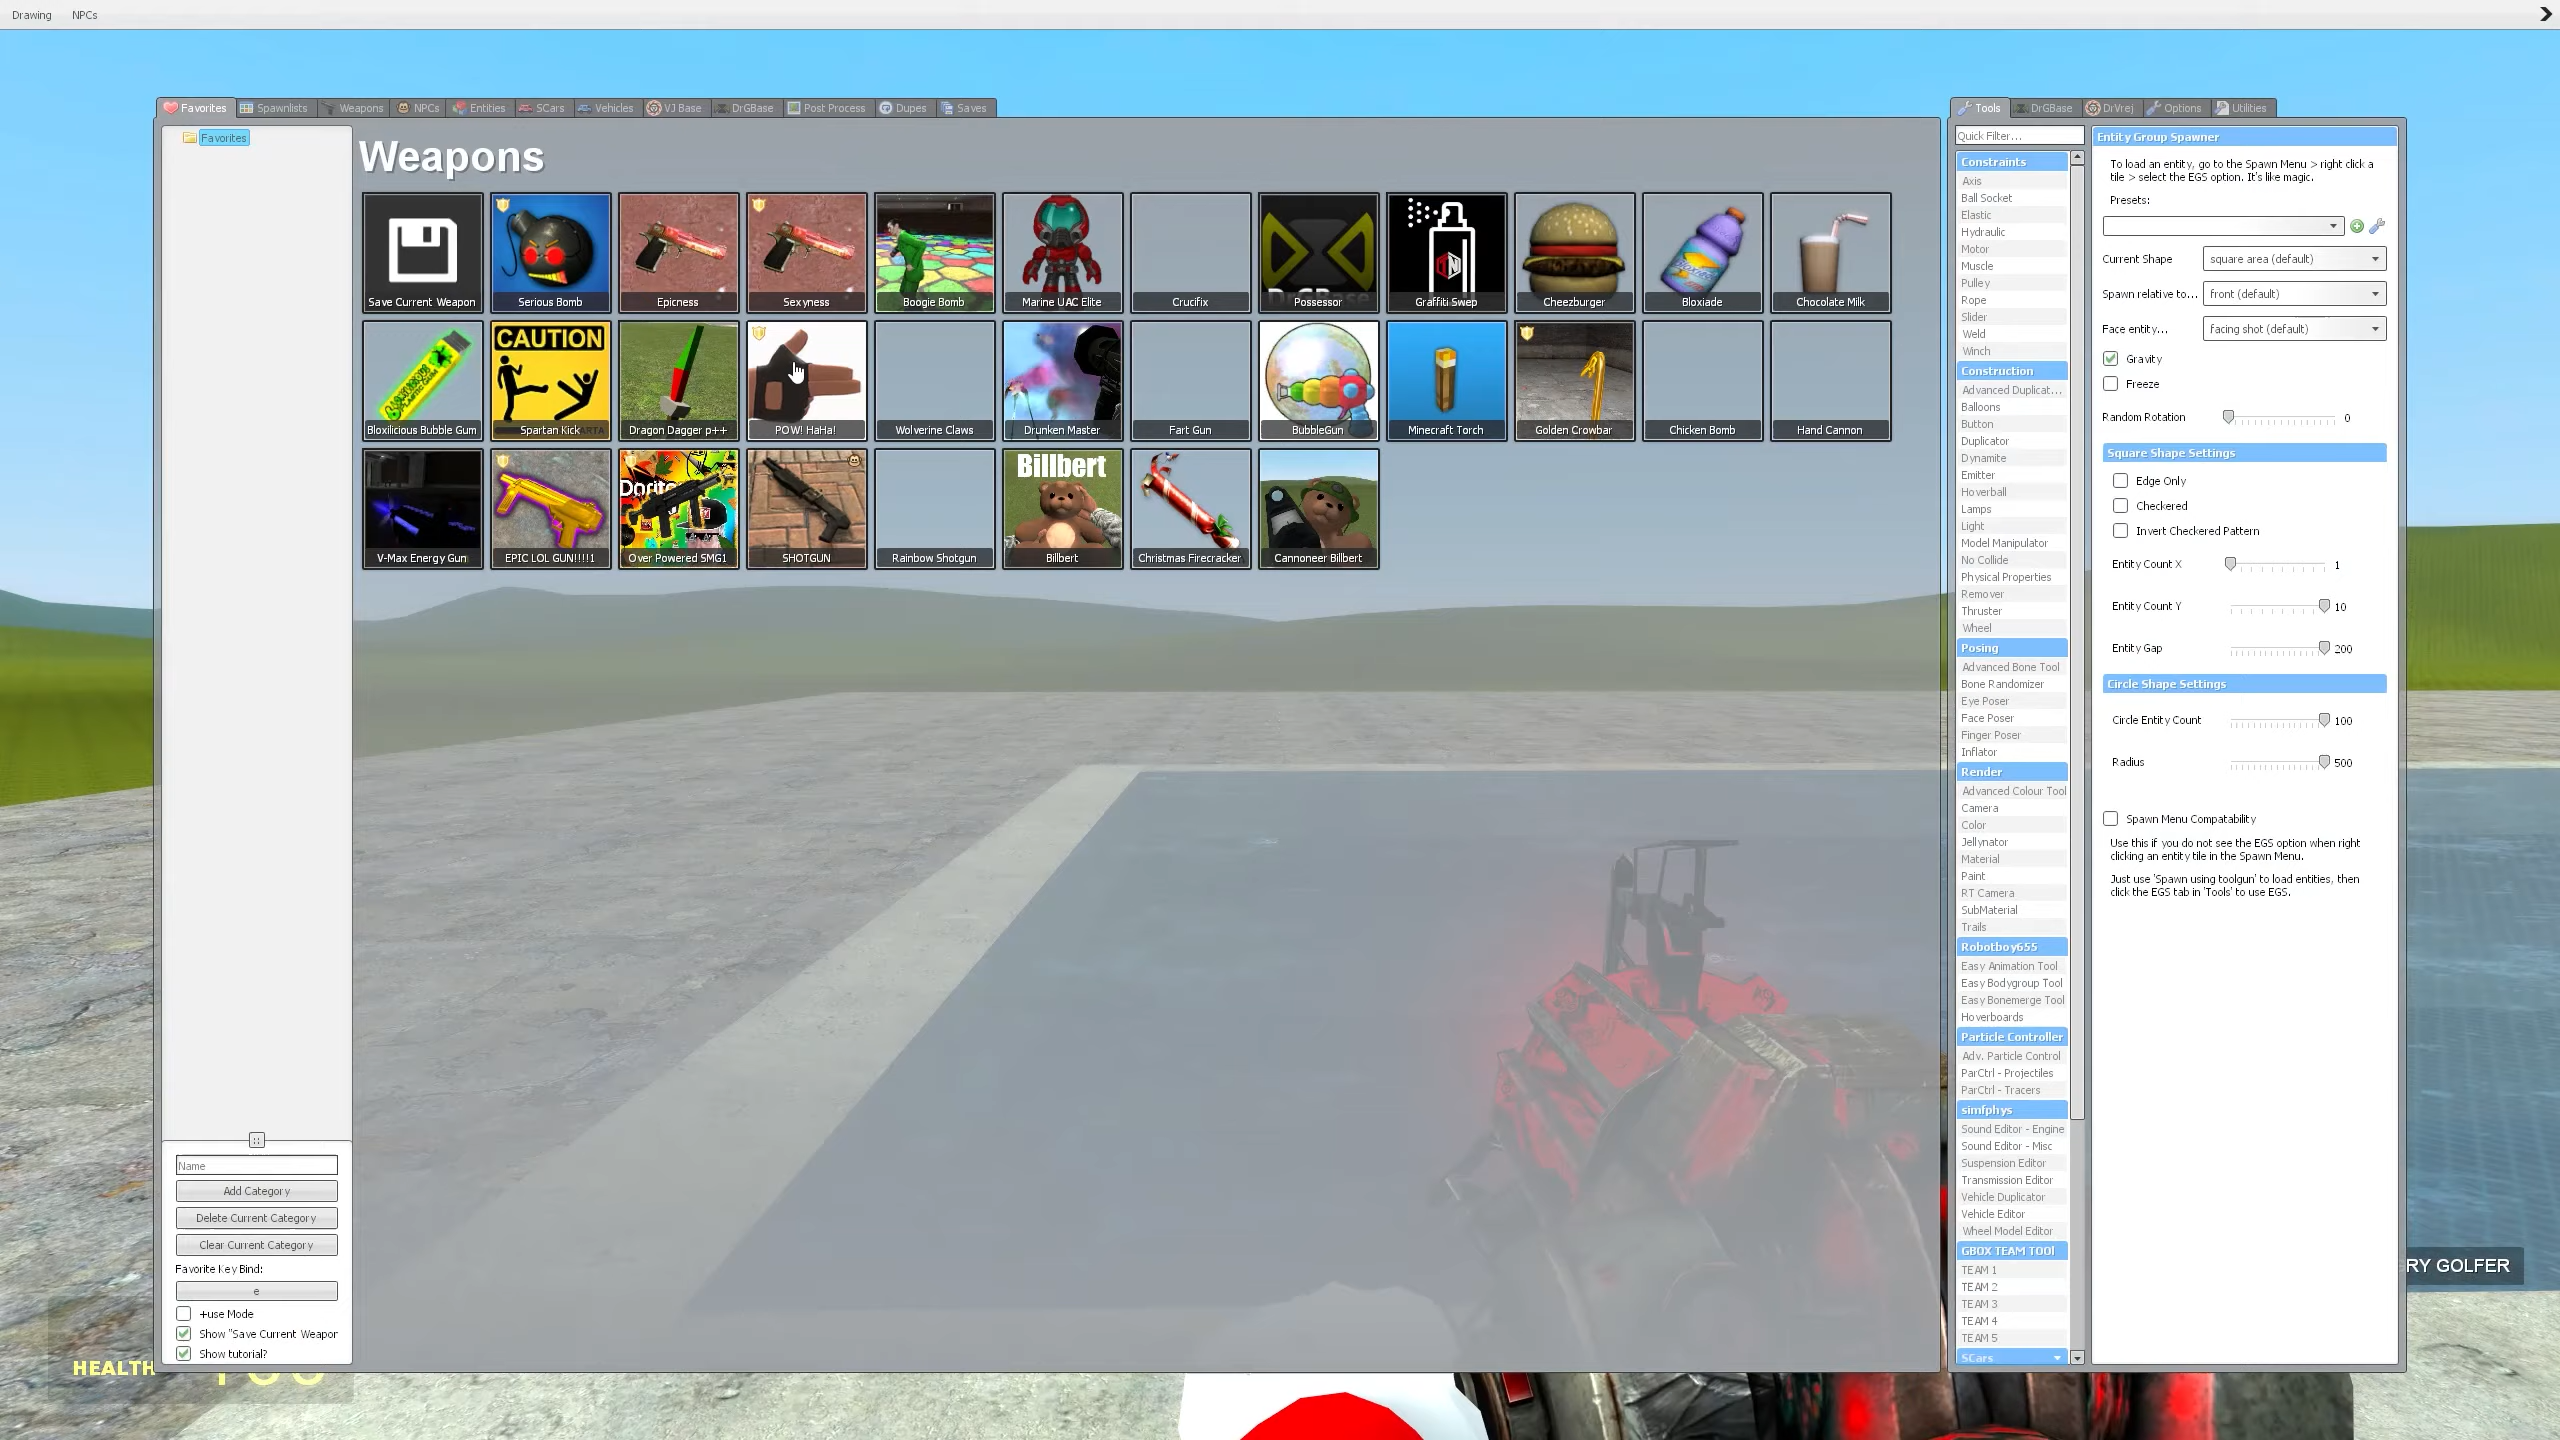 Drawing NPCs
Favorites Spawnlists Weapons NPCs Entities SCars Vehicles VJ Base DrGBase Post Process Dupes Saves
Favorites
Weapons
Save Current Weapon Serious Bomb Epicness Sexyness Boogie Bomb Marine UAC Elite Crucifix Possessor Graffiti Swep Cheezburger Bloxiade Chocolate Milk
CAUTION
Bloxilicious Bubble Gum Spartan Kick Dragon Dagger p++ POW! HaHa! Wolverine Claws Drunken Master Fart Gun BubbleGun Minecraft Torch Golden Crowbar Chicken Bomb Hand Cannon
Billbert
V-Max Energy Gun EPIC LOL GUN!!!!1 Over Powered SMG1 SHOTGUN Rainbow Shotgun Billbert Christmas Firecracker Cannoneer Billbert
Name
Add Category
Delete Current Category
Clear Current Category
Favorite Key Bind:
e
+use Mode
Show "Save Current Weapon
Show tutorial?
HEALTH
Tools DrGBase DrVrej Options Utilities
Quick Filter...
Constraints
Axis
Ball Socket
Elastic
Hydraulic
Motor
Muscle
Pulley
Rope
Slider
Weld
Winch
Construction
Advanced Duplicat...
Balloons
Button
Duplicator
Dynamite
Emitter
Hoverball
Lamps
Light
Model Manipulator
No Collide
Physical Properties
Remover
Thruster
Wheel
Posing
Advanced Bone Tool
Bone Randomizer
Eye Poser
Face Poser
Finger Poser
Inflator
Render
Advanced Colour Tool
Camera
Color
Jellynator
Material
Paint
RT Camera
SubMaterial
Trails
Robotboy655
Easy Animation Tool
Easy Bodygroup Tool
Easy Bonemerge Tool
Hoverboards
Particle Controller
Adv. Particle Control
ParCtrl - Projectiles
ParCtrl - Tracers
simfphys
Sound Editor - Engine
Sound Editor - Misc
Suspension Editor
Transmission Editor
Vehicle Duplicator
Vehicle Editor
Wheel Model Editor
GBOX TEAM TOOl
TEAM 1
TEAM 2
TEAM 3
TEAM 4
TEAM 5
SCars
Entity Group Spawner
To load an entity, go to the Spawn Menu > right click a
tile > select the EGS option. It's like magic.
Presets:
Current Shape square area (default)
Spawn relative to... front (default)
Face entity... facing shot (default)
Gravity
Freeze
Random Rotation 0
Square Shape Settings
Edge Only
Checkered
Invert Checkered Pattern
Entity Count X 1
Entity Count Y 10
Entity Gap 200
Circle Shape Settings
Circle Entity Count 100
Radius 500
Spawn Menu Compatability
Use this if you do not see the EGS option when right
clicking an entity tile in the Spawn Menu.
Just use 'Spawn using toolgun' to load entities, then
click the EGS tab in 'Tools' to use EGS.
RY GOLFER